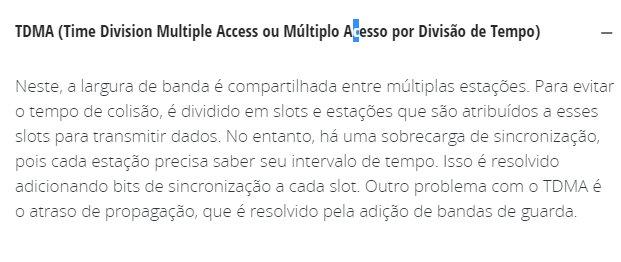 TDMA (Time Division Multiple Access ou Múltiplo Acesso por Divisão de Tempo)
Neste, a largura de banda é compartilhada entre múltiplas estações. Para evitar
o tempo de colisão, é dividido em slots e estações que são atribuídos a esses
slots para transmitir dados. No entanto, há uma sobrecarga de sincronização,
pois cada estação precisa saber seu intervalo de tempo. Isso é resolvido
adicionando bits de sincronização a cada slot. Outro problema com o TDMA é
o atraso de propagação, que é resolvido pela adição de bandas de guarda.